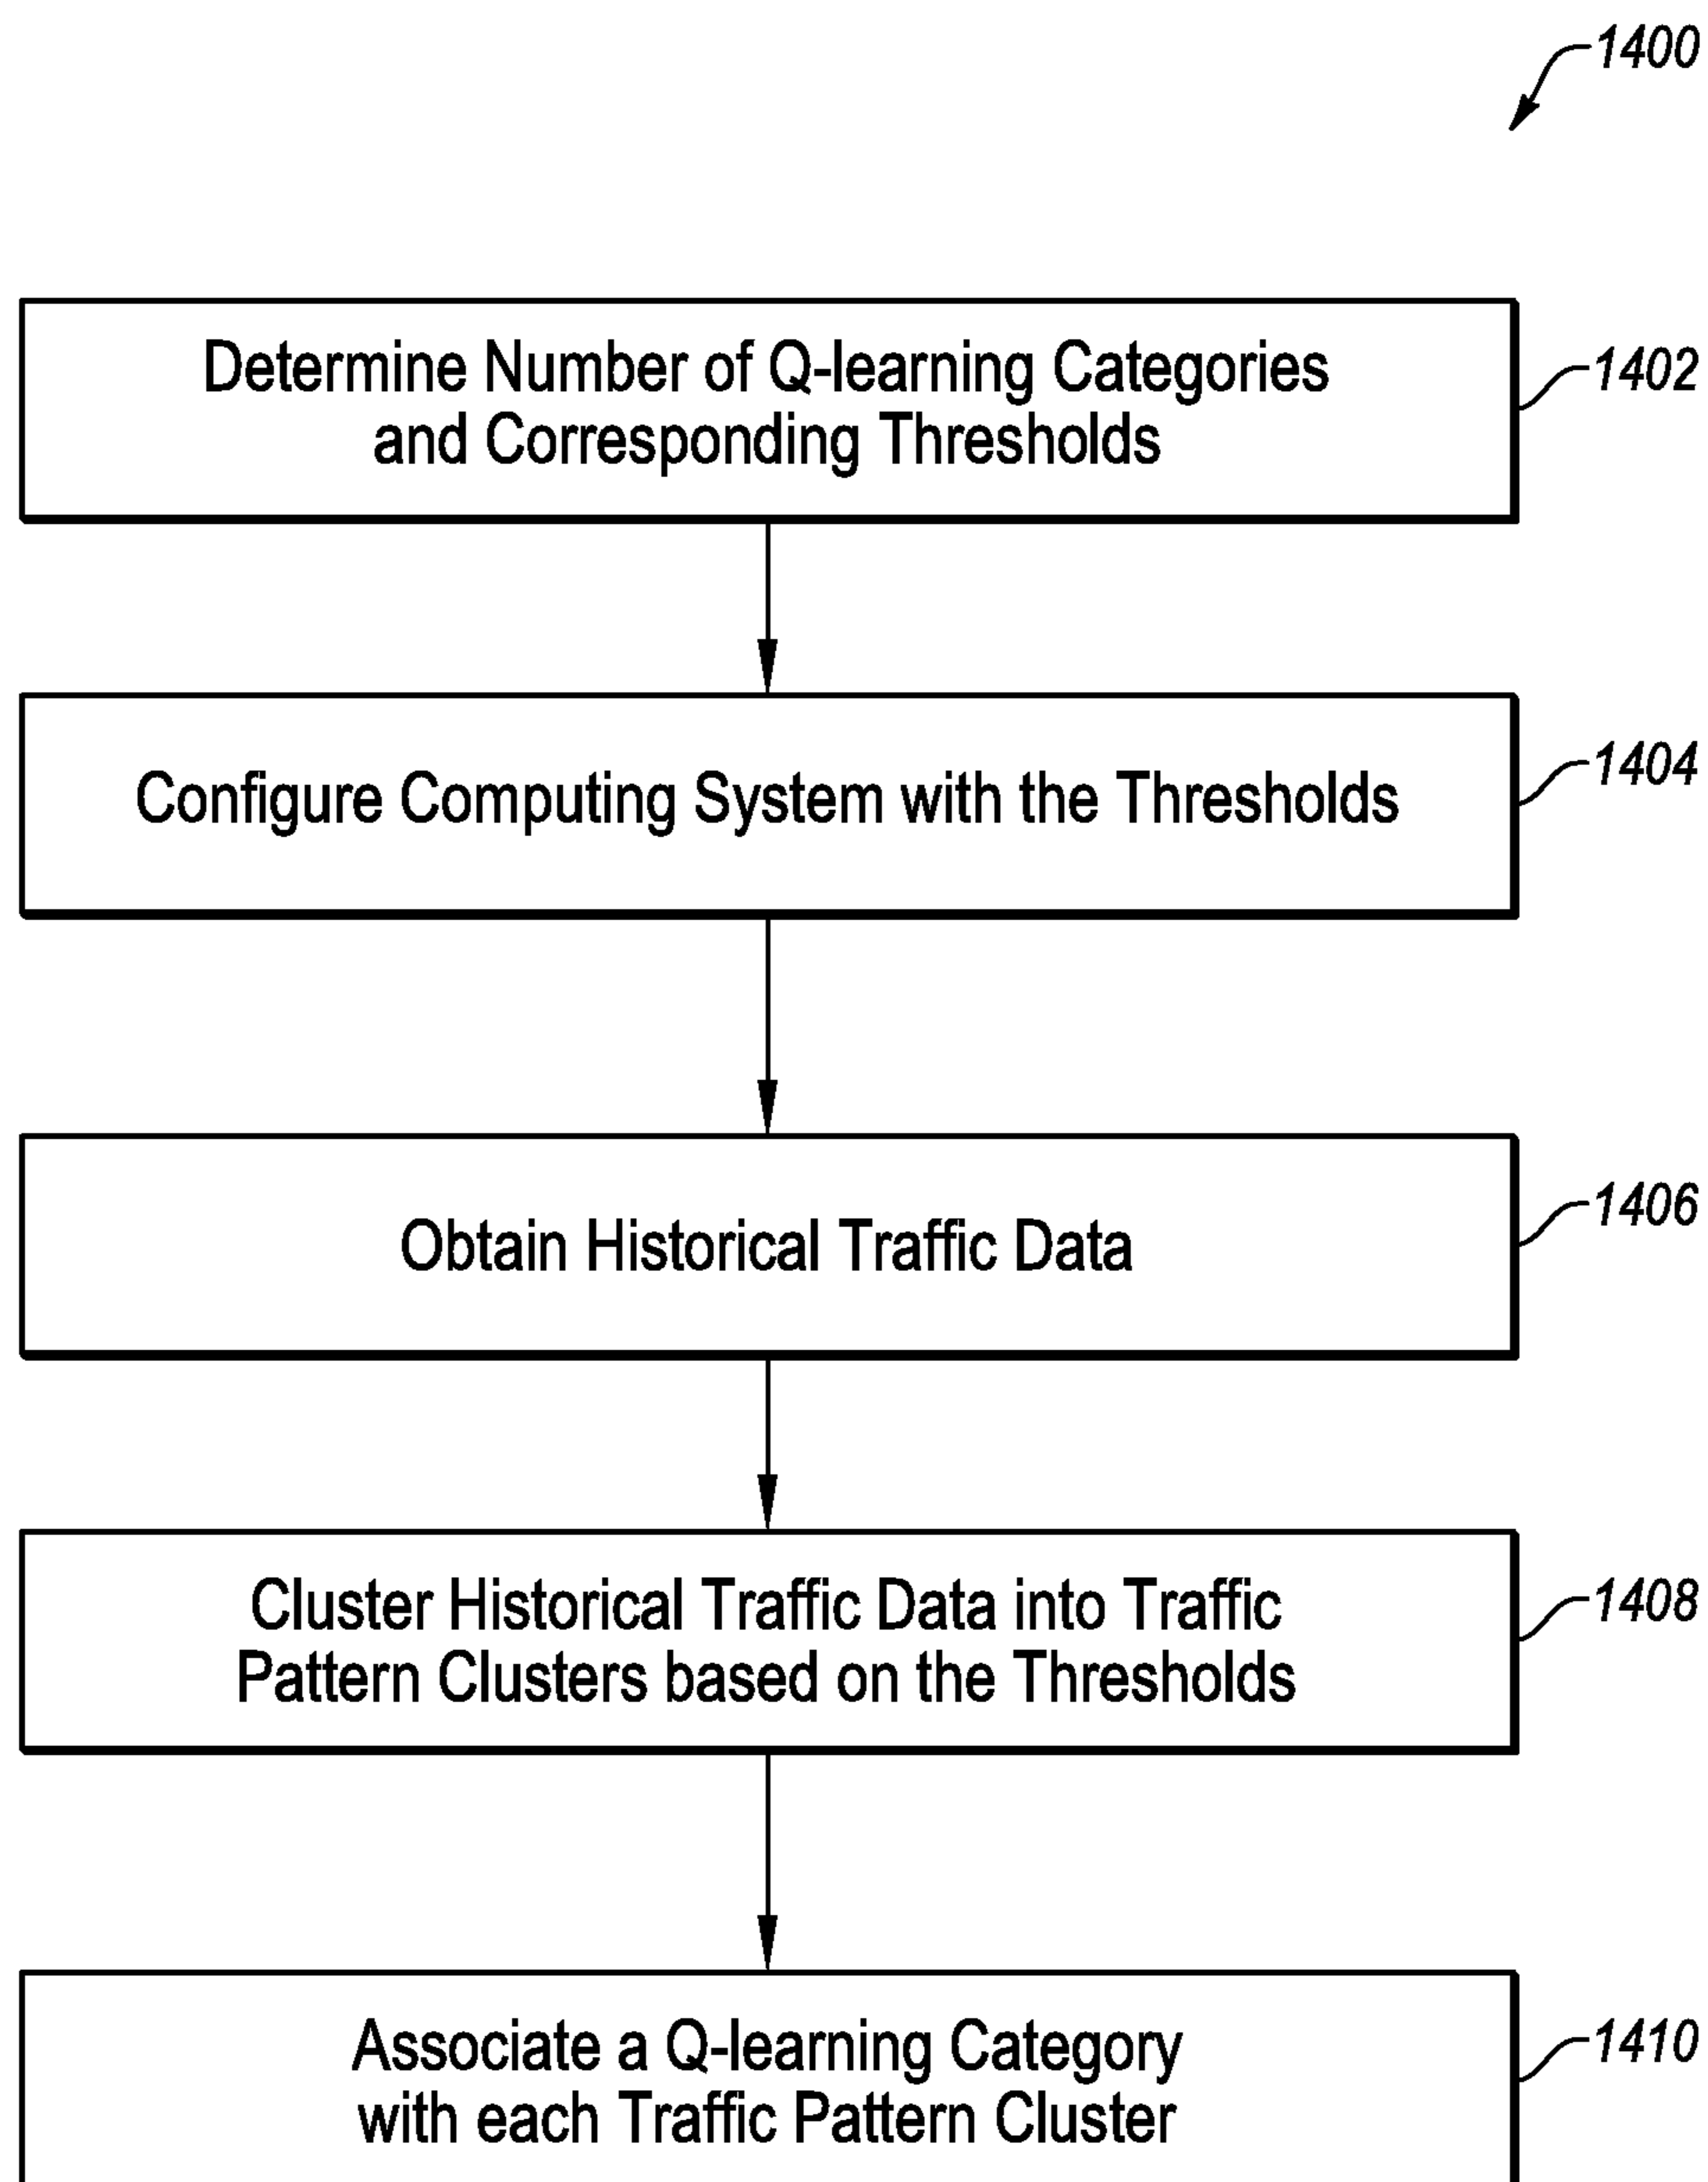 1400
Determine Number of Q-learning Categories
and Corresponding Thresholds
1402
Configure Computing System with the Thresholds
1404
Obtain Historical Traffic Data
1406
Cluster Historical Traffic Data into Traffic
Pattern Clusters based on the Thresholds
1408
Associate a Q-learning Category
with each Traffic Pattern Cluster
1410